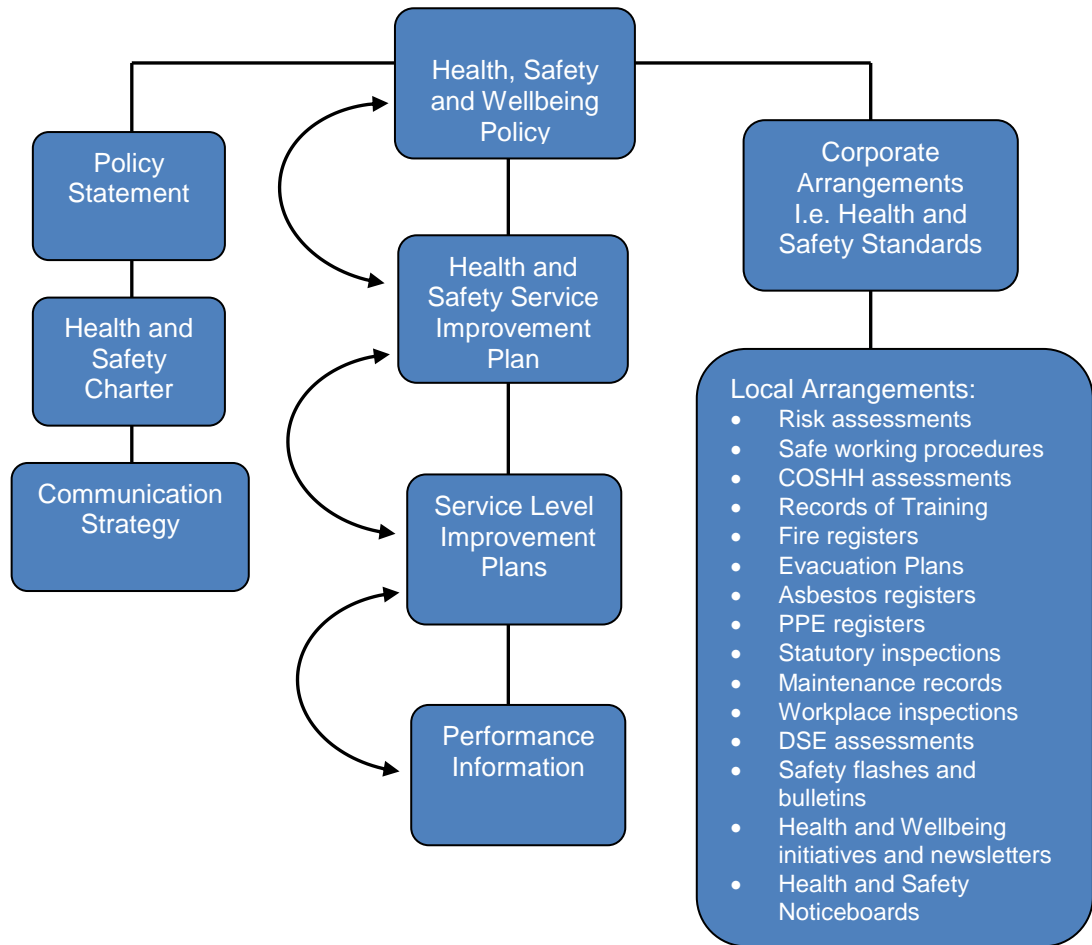 Health, Safety
and Wellbeing
Policy
Policy
Statement
Health and
Safety
Charter
Communication
Strategy
Health and
Safety Service
Improvement
Plan
Service Level
Improvement
Plans
Performance
Information
Corporate
Arrangements
I.e. Health and
Safety Standards
Local Arrangements:
• Risk assessments
• Safe working procedures
• COSHH assessments
• Records of Training
• Fire registers
• Evacuation Plans
• Asbestos registers
• PPE registers
• Statutory inspections
• Maintenance records
• Workplace inspections
• DSE assessments
• Safety flashes and
bulletins
• Health and Wellbeing
initiatives and newsletters
• Health and Safety
Noticeboards